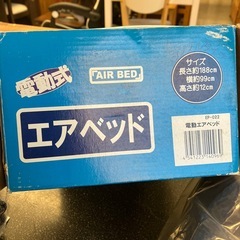 電動式
「AIR BED」
エアベッド
サイズ
長さ約188cm
横約99cm
高さ約12cm
EP-022
電動エアベッド